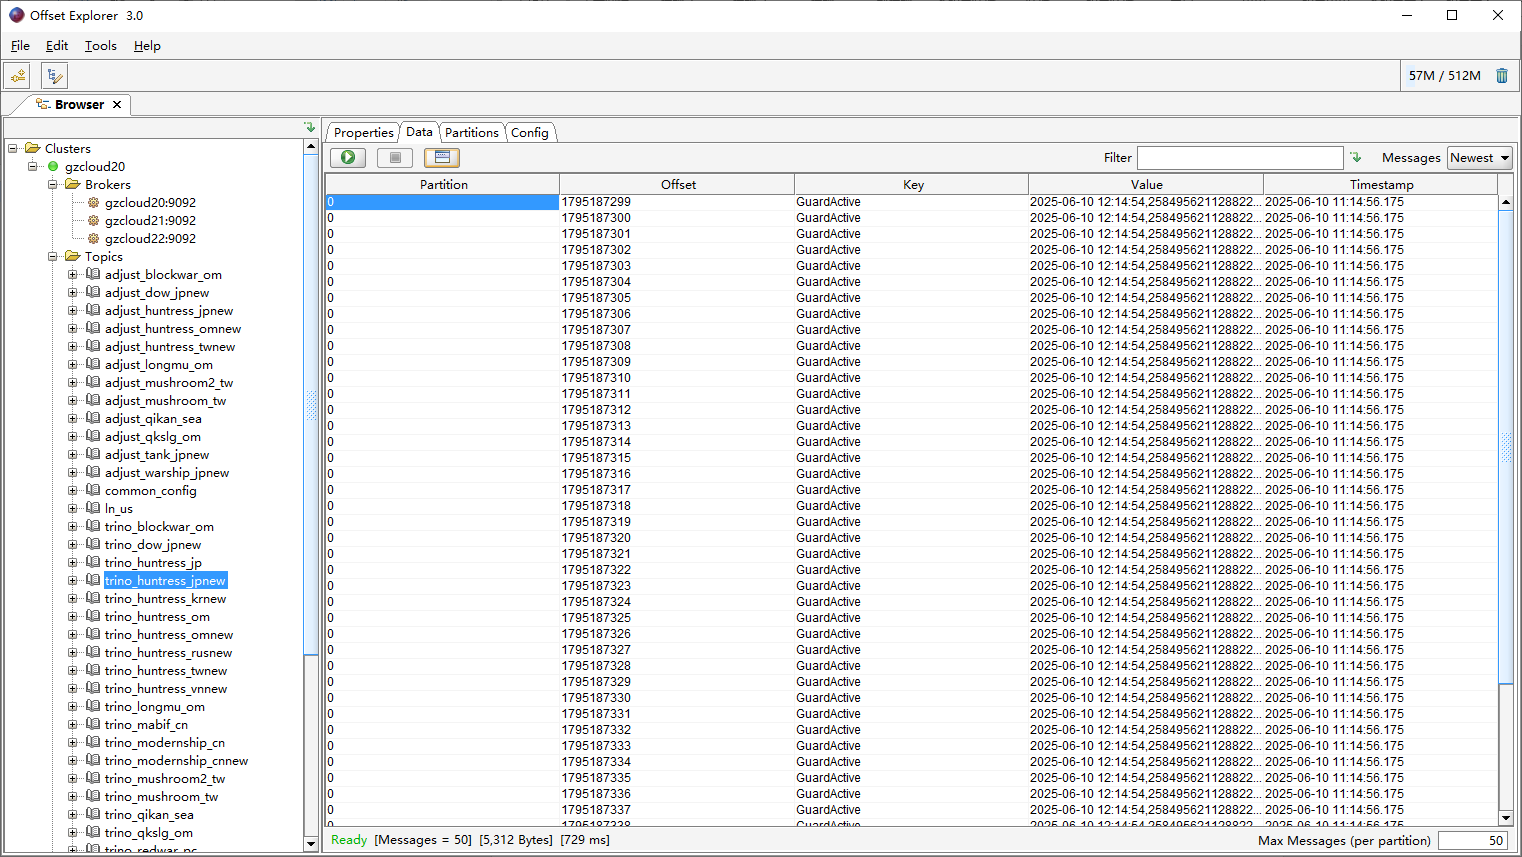 Offset Explorer  3.0
File Edit Tools Help
57M / 512M
Browser
Clusters
gzcloud20
Brokers
gzcloud20:9092
gzcloud21:9092
gzcloud22:9092
Topics
adjust_blockwar_om
adjust_dow_jpnew
adjust_huntress_jpnew
adjust_huntress_omnew
adjust_huntress_twnew
adjust_longmu_om
adjust_mushroom2_tw
adjust_mushroom_tw
adjust_qikan_sea
adjust_qkslg_om
adjust_tank_jpnew
adjust_warship_jpnew
common_config
ln_us
trino_blockwar_om
trino_dow_jpnew
trino_huntress_jp
trino_huntress_jpnew
trino_huntress_krnew
trino_huntress_om
trino_huntress_omnew
trino_huntress_rusnew
trino_huntress_twnew
trino_huntress_vnnew
trino_longmu_om
trino_mabif_cn
trino_modernship_cn
trino_modernship_cnnew
trino_mushroom2_tw
trino_mushroom_tw
trino_qikan_sea
trino_qkslg_om
trino_redwar_pc
Properties Data Partitions Config
Filter Messages Newest
Partition Offset Key Value Timestamp
0 1795187299 GuardActive 2025-06-10 12:14:54,258495621128822... 2025-06-10 11:14:56.175
0 1795187300 GuardActive 2025-06-10 12:14:54,258495621128822... 2025-06-10 11:14:56.175
0 1795187301 GuardActive 2025-06-10 12:14:54,258495621128822... 2025-06-10 11:14:56.175
0 1795187302 GuardActive 2025-06-10 12:14:54,258495621128822... 2025-06-10 11:14:56.175
0 1795187303 GuardActive 2025-06-10 12:14:54,258495621128822... 2025-06-10 11:14:56.175
0 1795187304 GuardActive 2025-06-10 12:14:54,258495621128822... 2025-06-10 11:14:56.175
0 1795187305 GuardActive 2025-06-10 12:14:54,258495621128822... 2025-06-10 11:14:56.175
0 1795187306 GuardActive 2025-06-10 12:14:54,258495621128822... 2025-06-10 11:14:56.175
0 1795187307 GuardActive 2025-06-10 12:14:54,258495621128822... 2025-06-10 11:14:56.175
0 1795187308 GuardActive 2025-06-10 12:14:54,258495621128822... 2025-06-10 11:14:56.175
0 1795187309 GuardActive 2025-06-10 12:14:54,258495621128822... 2025-06-10 11:14:56.175
0 1795187310 GuardActive 2025-06-10 12:14:54,258495621128822... 2025-06-10 11:14:56.175
0 1795187311 GuardActive 2025-06-10 12:14:54,258495621128822... 2025-06-10 11:14:56.175
0 1795187312 GuardActive 2025-06-10 12:14:54,258495621128822... 2025-06-10 11:14:56.175
0 1795187313 GuardActive 2025-06-10 12:14:54,258495621128822... 2025-06-10 11:14:56.175
0 1795187314 GuardActive 2025-06-10 12:14:54,258495621128822... 2025-06-10 11:14:56.175
0 1795187315 GuardActive 2025-06-10 12:14:54,258495621128822... 2025-06-10 11:14:56.175
0 1795187316 GuardActive 2025-06-10 12:14:54,258495621128822... 2025-06-10 11:14:56.175
0 1795187317 GuardActive 2025-06-10 12:14:54,258495621128822... 2025-06-10 11:14:56.175
0 1795187318 GuardActive 2025-06-10 12:14:54,258495621128822... 2025-06-10 11:14:56.175
0 1795187319 GuardActive 2025-06-10 12:14:54,258495621128822... 2025-06-10 11:14:56.175
0 1795187320 GuardActive 2025-06-10 12:14:54,258495621128822... 2025-06-10 11:14:56.175
0 1795187321 GuardActive 2025-06-10 12:14:54,258495621128822... 2025-06-10 11:14:56.175
0 1795187322 GuardActive 2025-06-10 12:14:54,258495621128822... 2025-06-10 11:14:56.175
0 1795187323 GuardActive 2025-06-10 12:14:54,258495621128822... 2025-06-10 11:14:56.175
0 1795187324 GuardActive 2025-06-10 12:14:54,258495621128822... 2025-06-10 11:14:56.175
0 1795187325 GuardActive 2025-06-10 12:14:54,258495621128822... 2025-06-10 11:14:56.175
0 1795187326 GuardActive 2025-06-10 12:14:54,258495621128822... 2025-06-10 11:14:56.175
0 1795187327 GuardActive 2025-06-10 12:14:54,258495621128822... 2025-06-10 11:14:56.175
0 1795187328 GuardActive 2025-06-10 12:14:54,258495621128822... 2025-06-10 11:14:56.175
0 1795187329 GuardActive 2025-06-10 12:14:54,258495621128822... 2025-06-10 11:14:56.175
0 1795187330 GuardActive 2025-06-10 12:14:54,258495621128822... 2025-06-10 11:14:56.175
0 1795187331 GuardActive 2025-06-10 12:14:54,258495621128822... 2025-06-10 11:14:56.175
0 1795187332 GuardActive 2025-06-10 12:14:54,258495621128822... 2025-06-10 11:14:56.175
0 1795187333 GuardActive 2025-06-10 12:14:54,258495621128822... 2025-06-10 11:14:56.175
0 1795187334 GuardActive 2025-06-10 12:14:54,258495621128822... 2025-06-10 11:14:56.175
0 1795187335 GuardActive 2025-06-10 12:14:54,258495621128822... 2025-06-10 11:14:56.175
0 1795187336 GuardActive 2025-06-10 12:14:54,258495621128822... 2025-06-10 11:14:56.175
0 1795187337 GuardActive 2025-06-10 12:14:54,258495621128822... 2025-06-10 11:14:56.175
0 1795187338 GuardActive 2025-06-10 12:14:54,258495621128822... 2025-06-10 11:14:56.175
Ready [Messages = 50] [5,312 Bytes] [729 ms]
Max Messages (per partition) 50